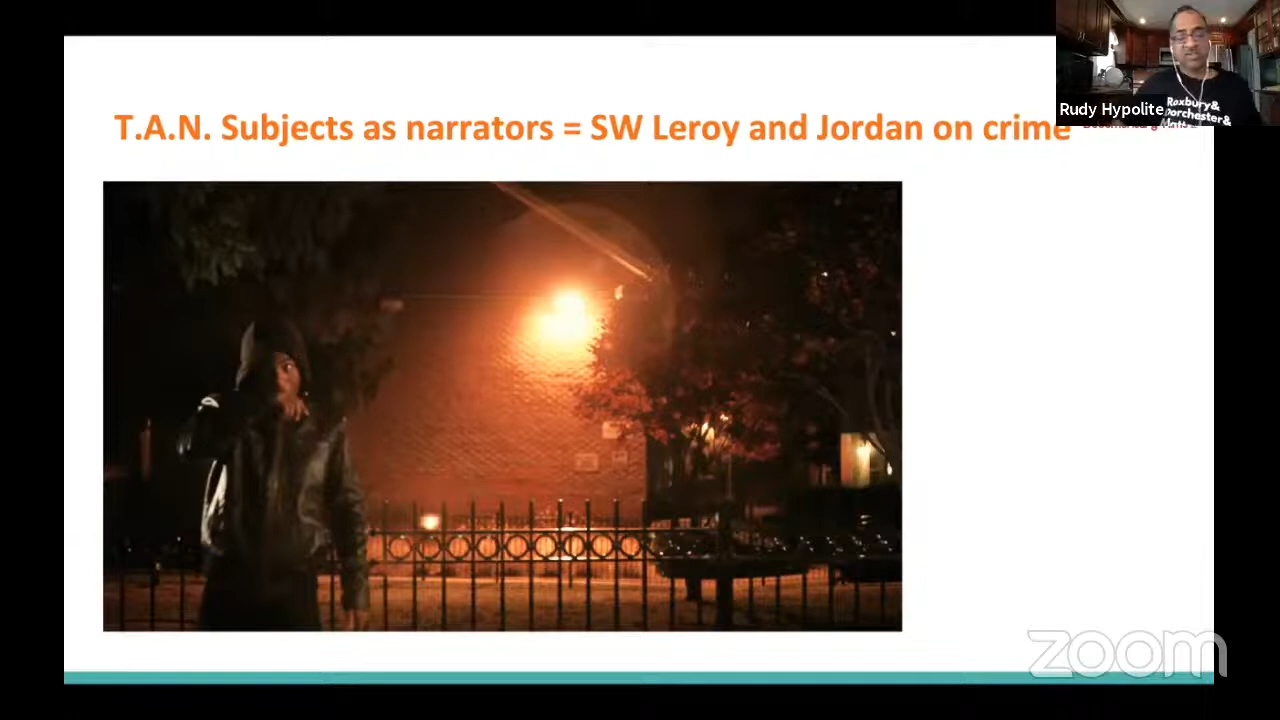 T.A.N. Subjects as narrators = SW Leroy and Jordan on crime
Rudy Hypolite
Roxbury&
Dorchester&
zoom